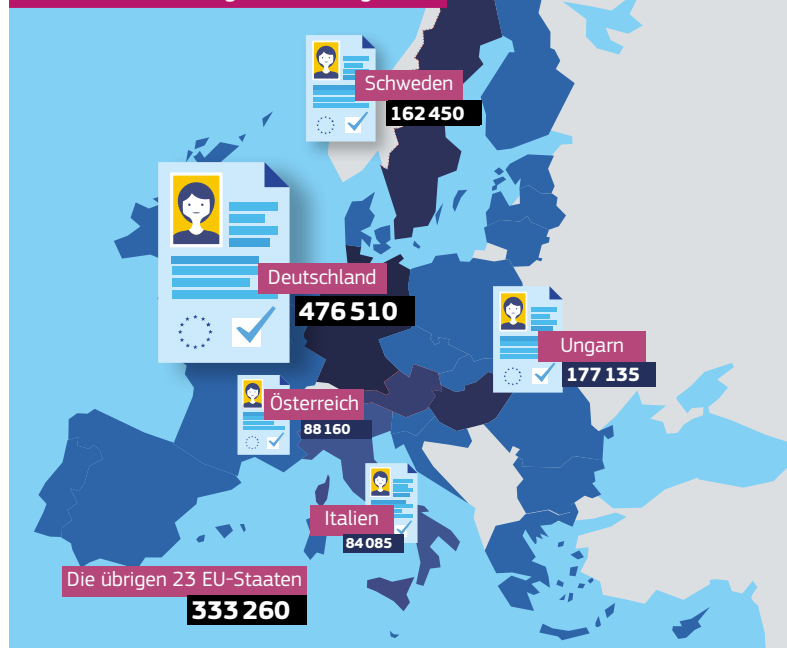 Schweden
162 450
Deutschland
476 510
Ungarn
177 135
Österreich
88 160
Italien
84 085
Die übrigen 23 EU-Staaten
333 260